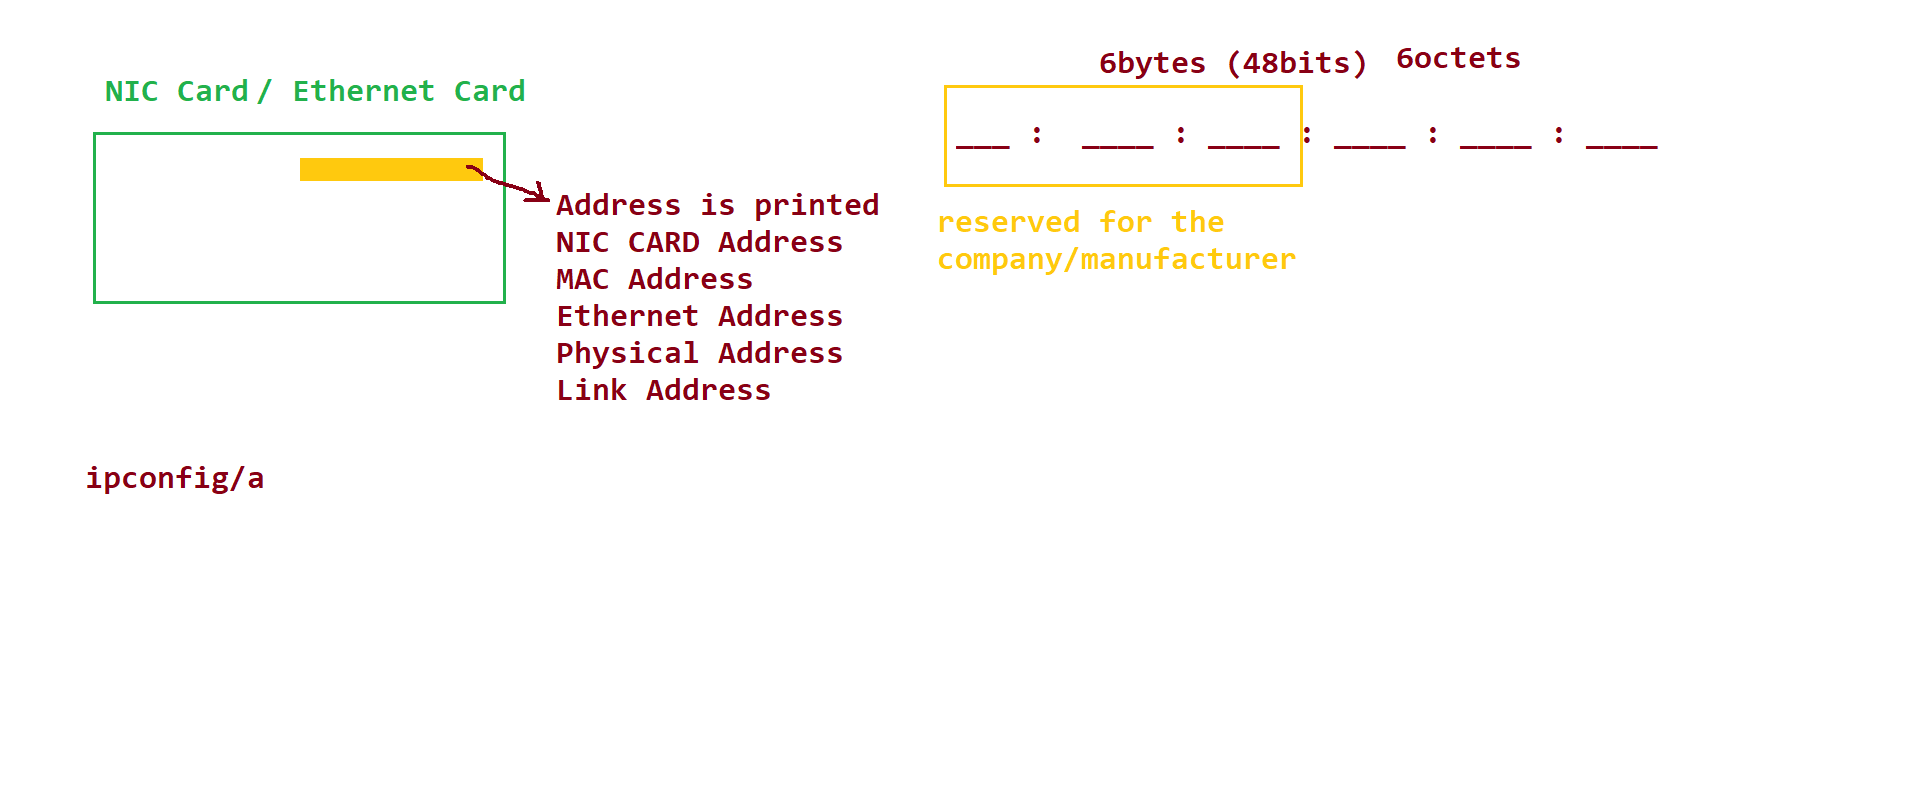 NIC Card / Ethernet Card
Address is printed
NIC CARD Address
MAC Address
Ethernet Address
Physical Address
Link Address
ipconfig/a
6bytes (48bits) 6octets
___ : ____ : ____ : ____ : ____ : ____
reserved for the
company/manufacturer